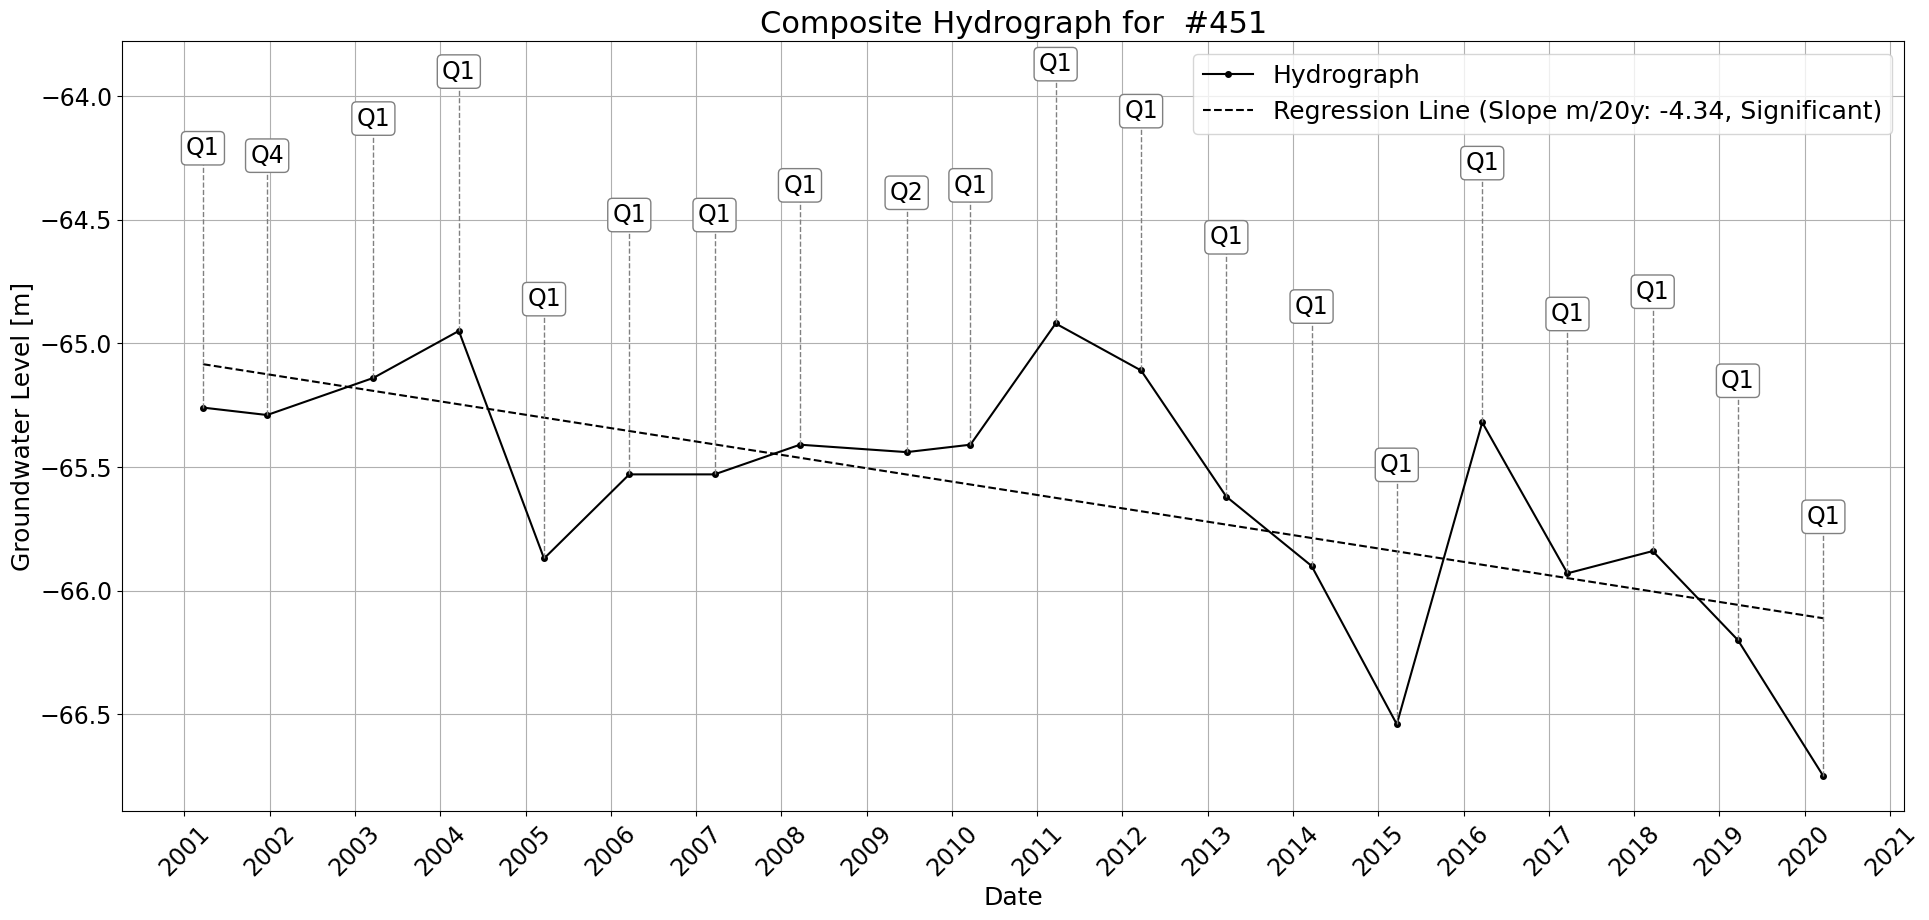 Composite Hydrograph for  #451
Hydrograph
Regression Line (Slope m/20y: -4.34, Significant)
Q1
Q4
Q1
Q1
Q1
Q1
Q1
Q1
Q2
Q1
Q1
Q1
Q1
Q1
Q1
Q1
Q1
Q1
Q1
Q1
Groundwater Level [m]
−64.0
−64.5
−65.0
−65.5
−66.0
−66.5
2001
2002
2003
2004
2005
2006
2007
2008
2009
2010
2011
2012
2013
2014
2015
2016
2017
2018
2019
2020
2021
Date